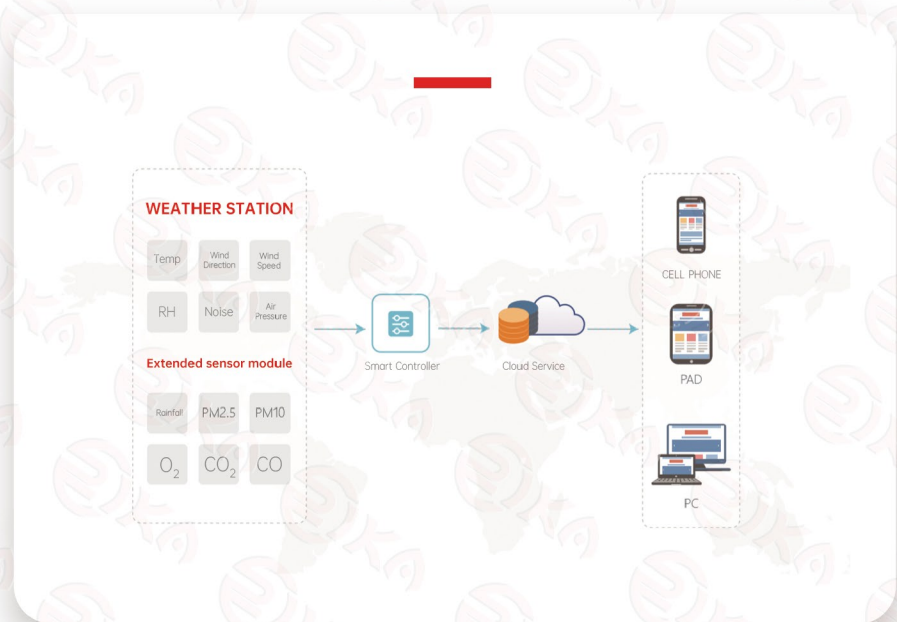 WEATHER STATION
Temp
Wind
Direction
Wind
Speed
RH
Noise
Air
Pressure
Extended sensor module
Rainfall
PM2.5
PM10
O₂
CO₂
CO
Smart Controller
Cloud Service
CELL PHONE
PAD
PC